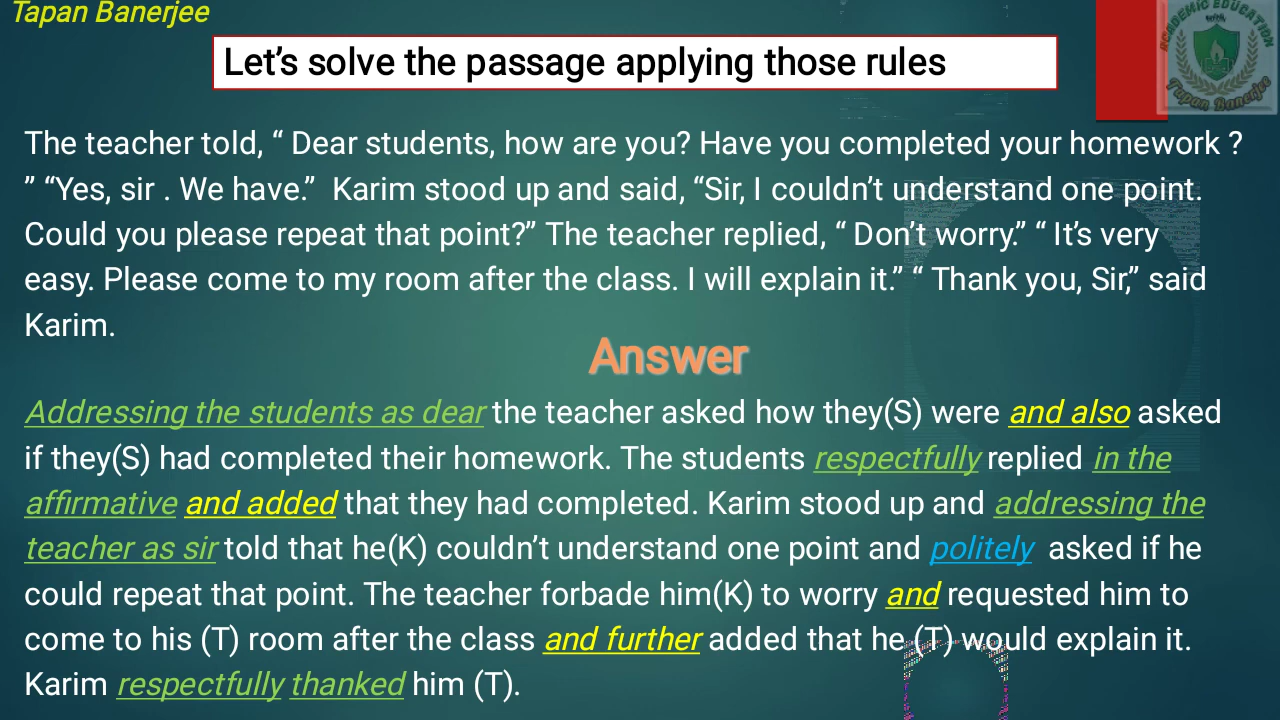 Tapan Banerjee
ACADEMIC EDUCATION
with
Tapan Banerjee
Let's solve the passage applying those rules
The teacher told, “ Dear students, how are you? Have you completed your homework ?
” “Yes, sir . We have.”  Karim stood up and said, “Sir, I couldn’t understand one point.
Could you please repeat that point?” The teacher replied, “ Don’t worry.” “ It’s very
easy. Please come to my room after the class. I will explain it.” “ Thank you, Sir,” said
Karim.
Answer
Addressing the students as dear the teacher asked how they(S) were and also asked
if they(S) had completed their homework. The students respectfully replied in the
affirmative and added that they had completed. Karim stood up and addressing the
teacher as sir told that he(K) couldn’t understand one point and politely  asked if he
could repeat that point. The teacher forbade him(K) to worry and requested him to
come to his (T) room after the class and further added that he (T) would explain it.
Karim respectfully thanked him (T).